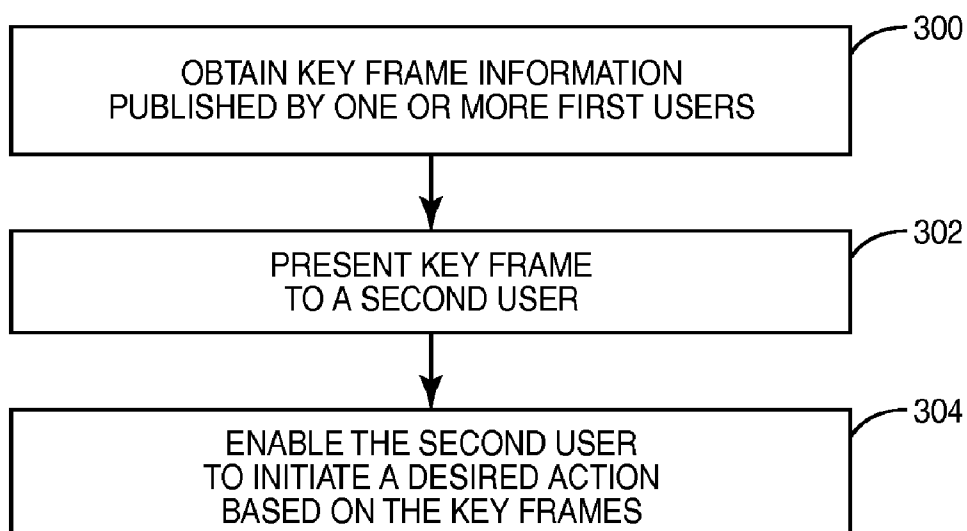 300
OBTAIN KEY FRAME INFORMATION
PUBLISHED BY ONE OR MORE FIRST USERS
302
PRESENT KEY FRAME
TO A SECOND USER
304
ENABLE THE SECOND USER
TO INITIATE A DESIRED ACTION
BASED ON THE KEY FRAMES